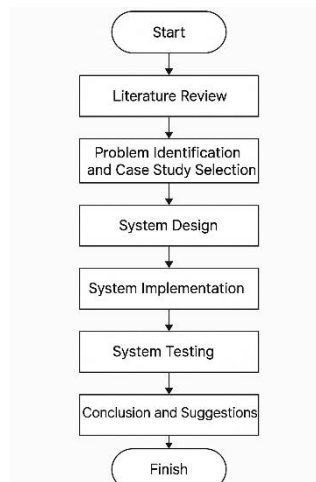 Start
Literature Review
Problem Identification
and Case Study Selection
System Design
System Implementation
System Testing
Conclusion and Suggestions
Finish